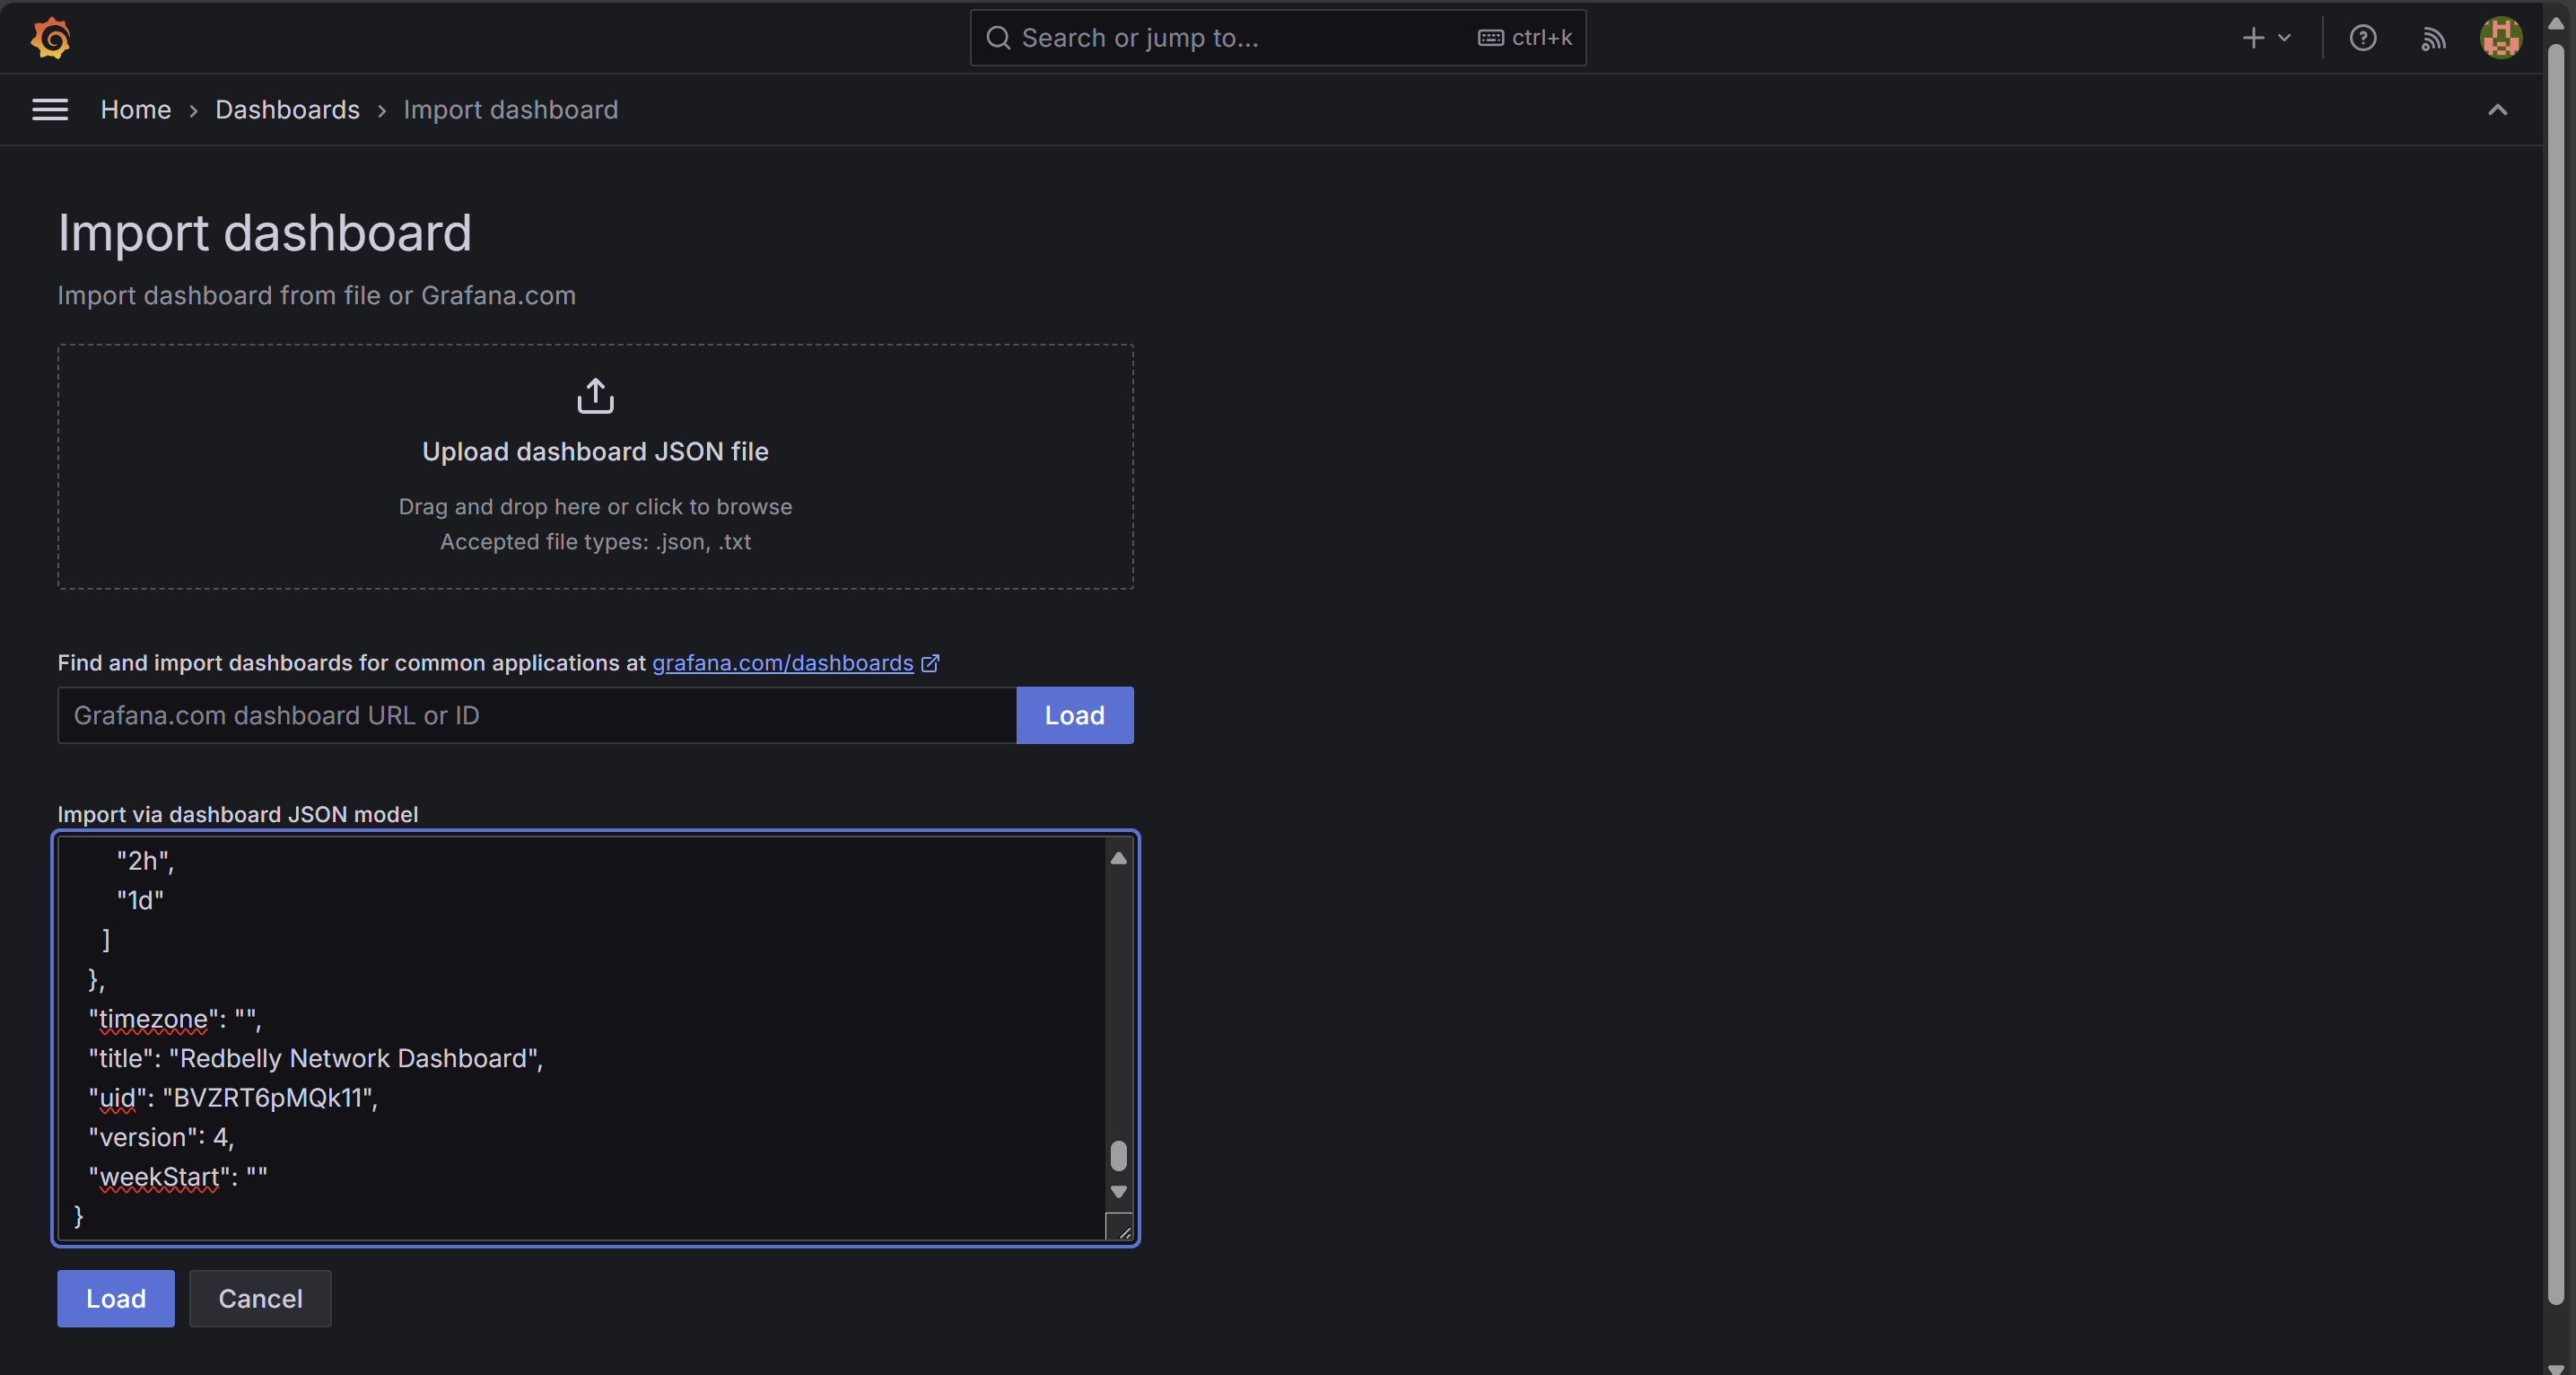 Search or jump to...
ctrl+k
Home > Dashboards > Import dashboard
Import dashboard
Import dashboard from file or Grafana.com
Upload dashboard JSON file
Drag and drop here or click to browse
Accepted file types: .json, .txt
Find and import dashboards for common applications at grafana.com/dashboards
Grafana.com dashboard URL or ID
Load
Import via dashboard JSON model
"2h",
"1d"
]
},
"timezone": "",
"title": "Redbelly Network Dashboard",
"uid": "BVZRT6pMQk11",
"version": 4,
"weekStart": ""
}
Load
Cancel